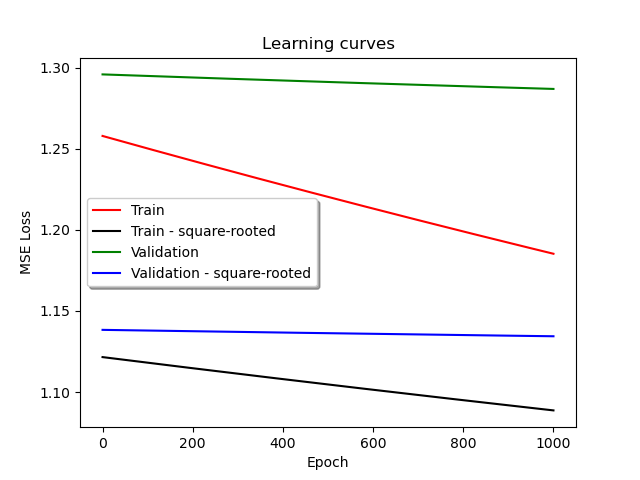 Learning curves
MSE Loss
1.30
1.25
1.20
1.15
1.10
Train
Train - square-rooted
Validation
Validation - square-rooted
0
200
400
600
800
1000
Epoch